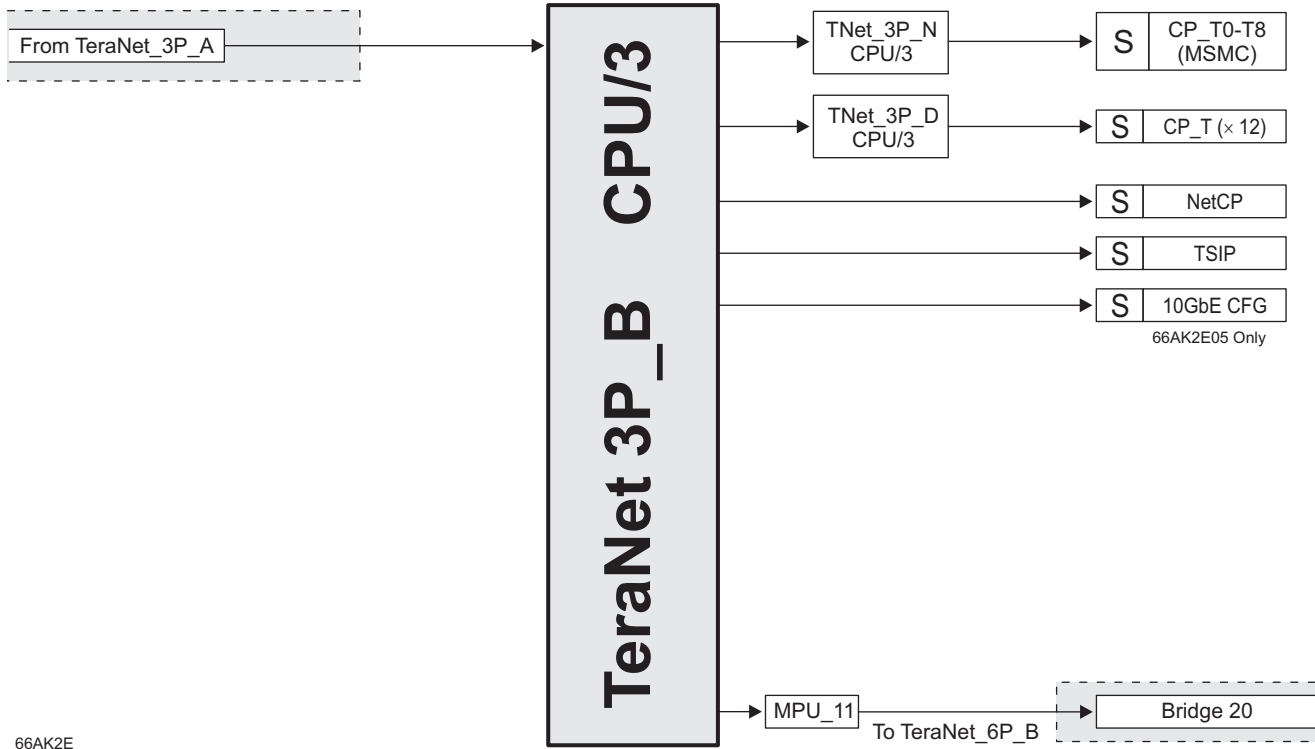 From TeraNet_3P_A
TeraNet 3P_B CPU/3
TNet_3P_N
CPU/3
S
CP_T0-T8
(MSMC)
TNet_3P_D
CPU/3
S
CP_T (× 12)
S
NetCP
S
TSIP
S
10GbE CFG
66AK2E05 Only
MPU_11
To TeraNet_6P_B
Bridge 20
66AK2E